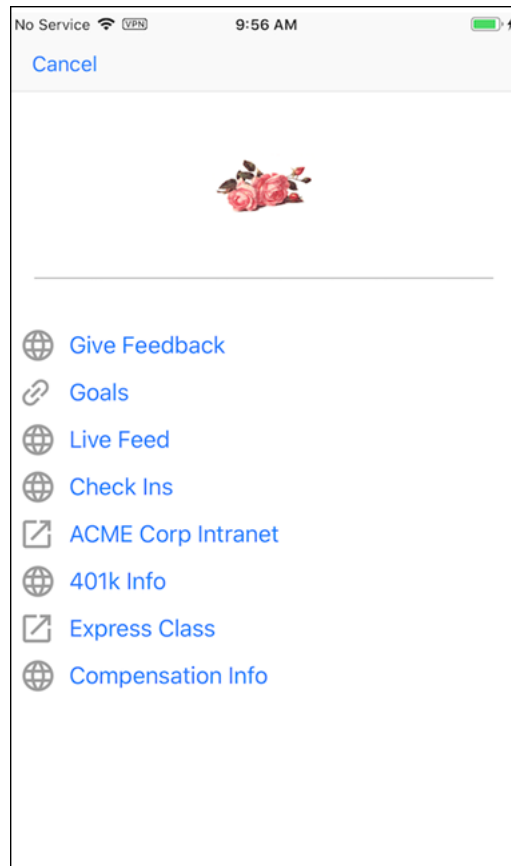 No Service VPN 9:56 AM
Cancel
Give Feedback
Goals
Live Feed
Check Ins
ACME Corp Intranet
401k Info
Express Class
Compensation Info